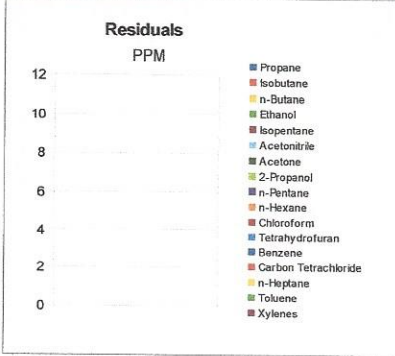 Residuals
PPM
12
10
8
6
4
2
0
Propane
Isobutane
n-Butane
Ethanol
Isopentane
Acetonitrile
Acetone
2-Propanol
n-Pentane
n-Hexane
Chloroform
Tetrahydrofuran
Benzene
Carbon Tetrachloride
n-Heptane
Toluene
Xylenes